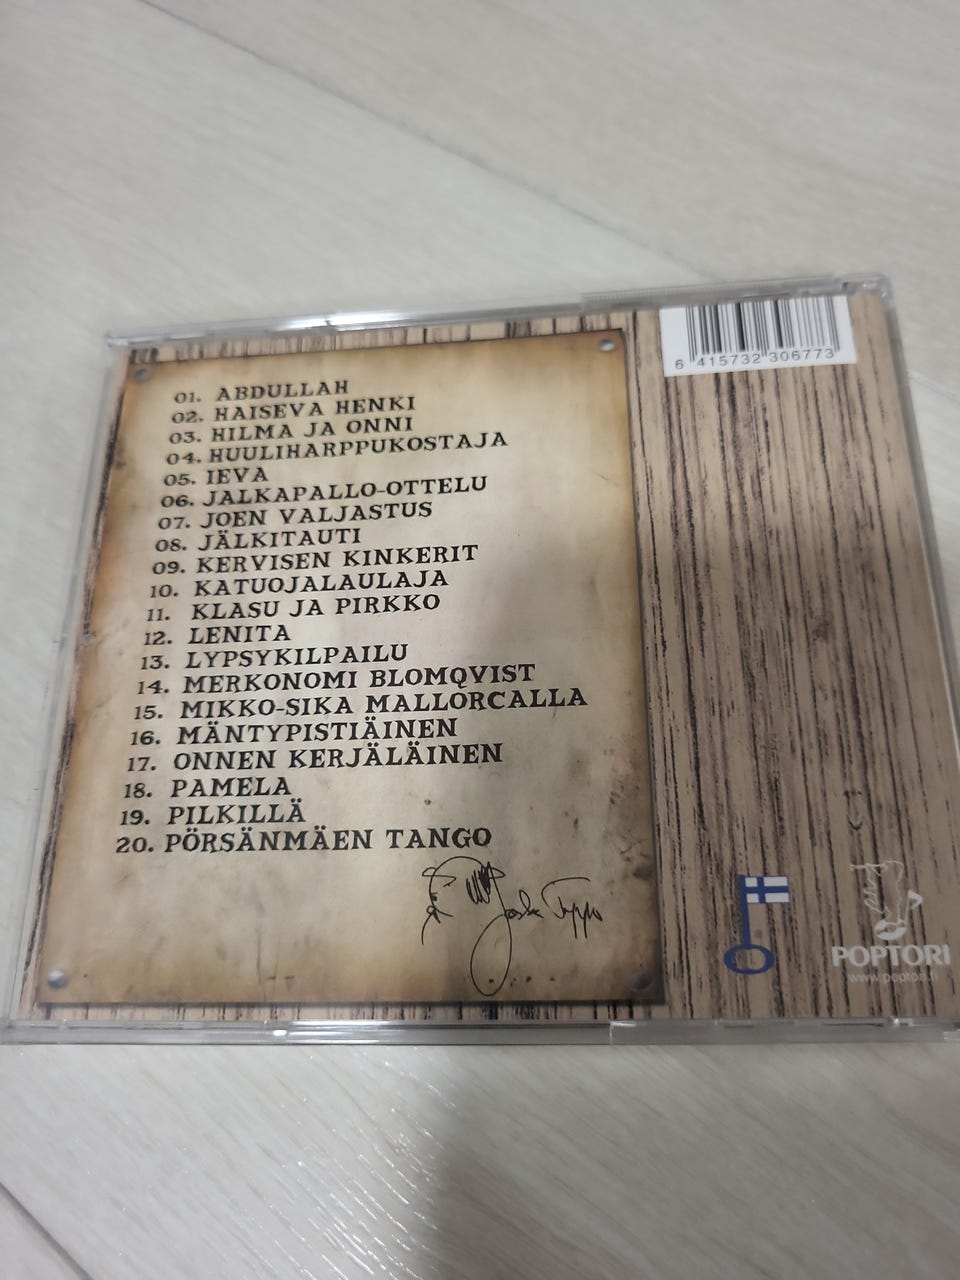 6 415732 306773
01. ABDULLAH
02. HAISEVA HENKI
03. HILMA JA ONNI
04. HUULIHARPPUKOSTAJA
05. IEVA
06. JALKAPALLO-OTTELU
07. JOEN VALJASTUS
08. JÄLKITAUTI
09. KERVISEN KINKERIT
10. KATUOJALAULAJA
11. KLASU JA PIRKKO
12. LENITA
13. LYPSYKILPAILU
14. MERKONOMI BLOMQVIST
15. MIKKO-SIKA MALLORCALLA
16. MÄNTYPISTIÄINEN
17. ONNEN KERJÄLÄINEN
18. PAMELA
19. PILKILLÄ
20. PÖRSÄNMÄEN TANGO
POPTORI
www.poptori.fi